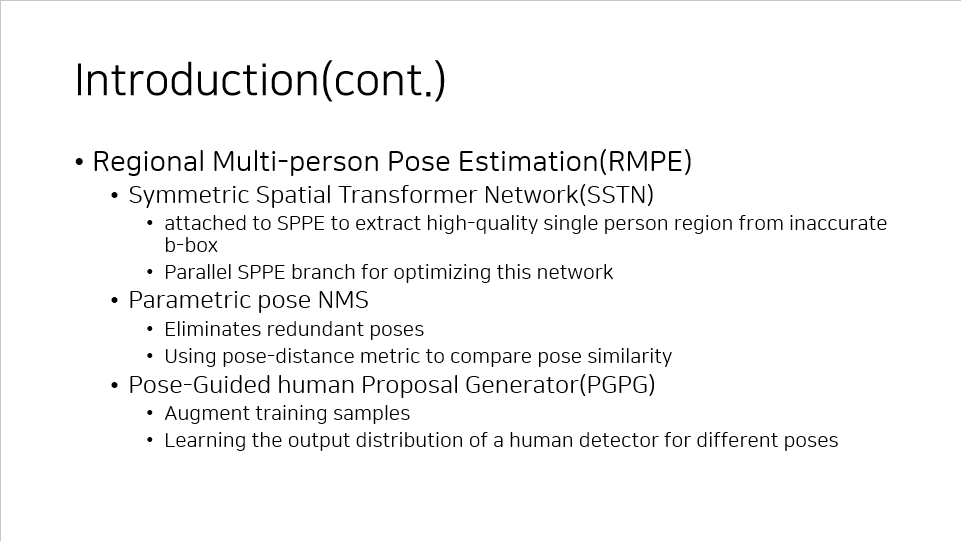 Introduction(cont.)
• Regional Multi-person Pose Estimation(RMPE)
• Symmetric Spatial Transformer Network(SSTN)
• attached to SPPE to extract high-quality single person region from inaccurate
b-box
• Parallel SPPE branch for optimizing this network
• Parametric pose NMS
• Eliminates redundant poses
• Using pose-distance metric to compare pose similarity
• Pose-Guided human Proposal Generator(PGPG)
• Augment training samples
• Learning the output distribution of a human detector for different poses